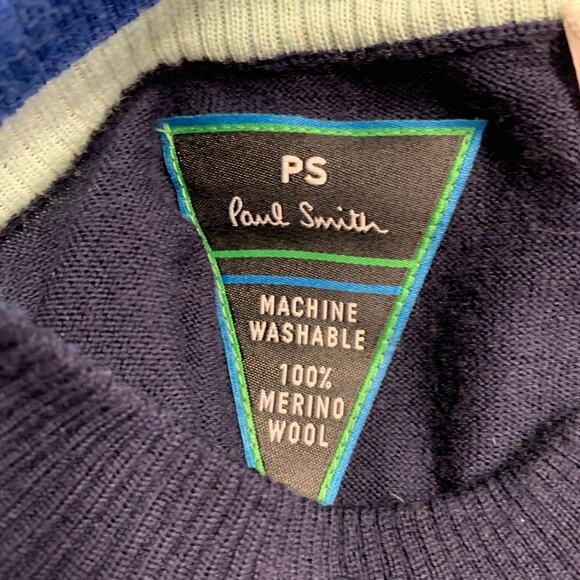 PS
Paul Smith
MACHINE
WASHABLE
100%
MERINO
WOOL